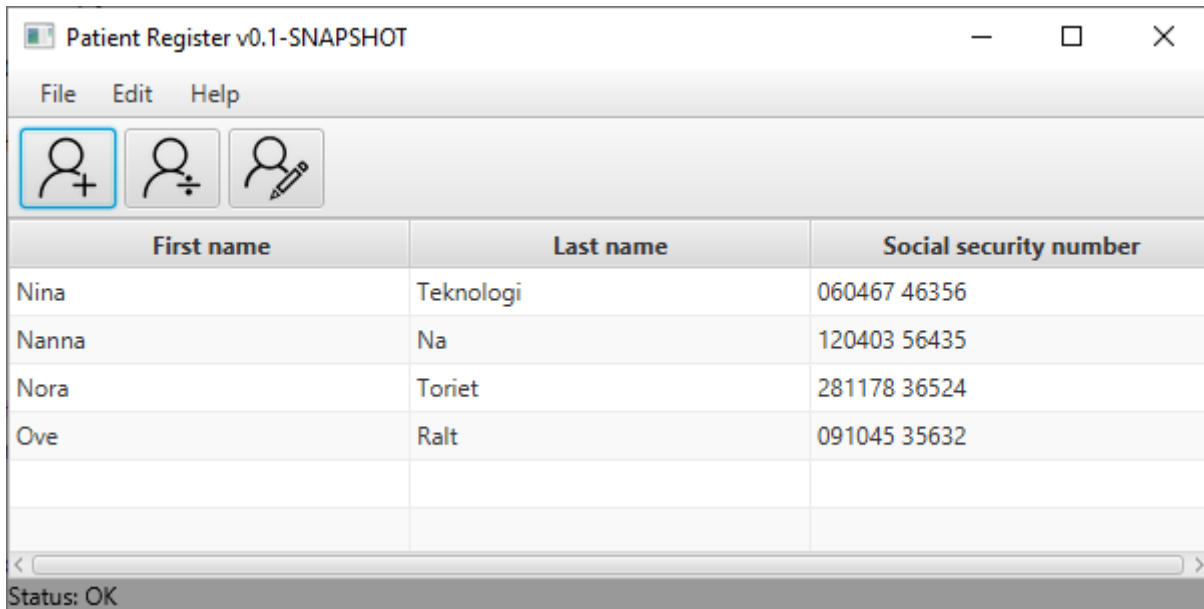 Patient Register v0.1-SNAPSHOT
File Edit Help
First name Last name Social security number
Nina Teknologi 060467 46356
Nanna Na 120403 56435
Nora Toriet 281178 36524
Ove Ralt 091045 35632
Status: OK